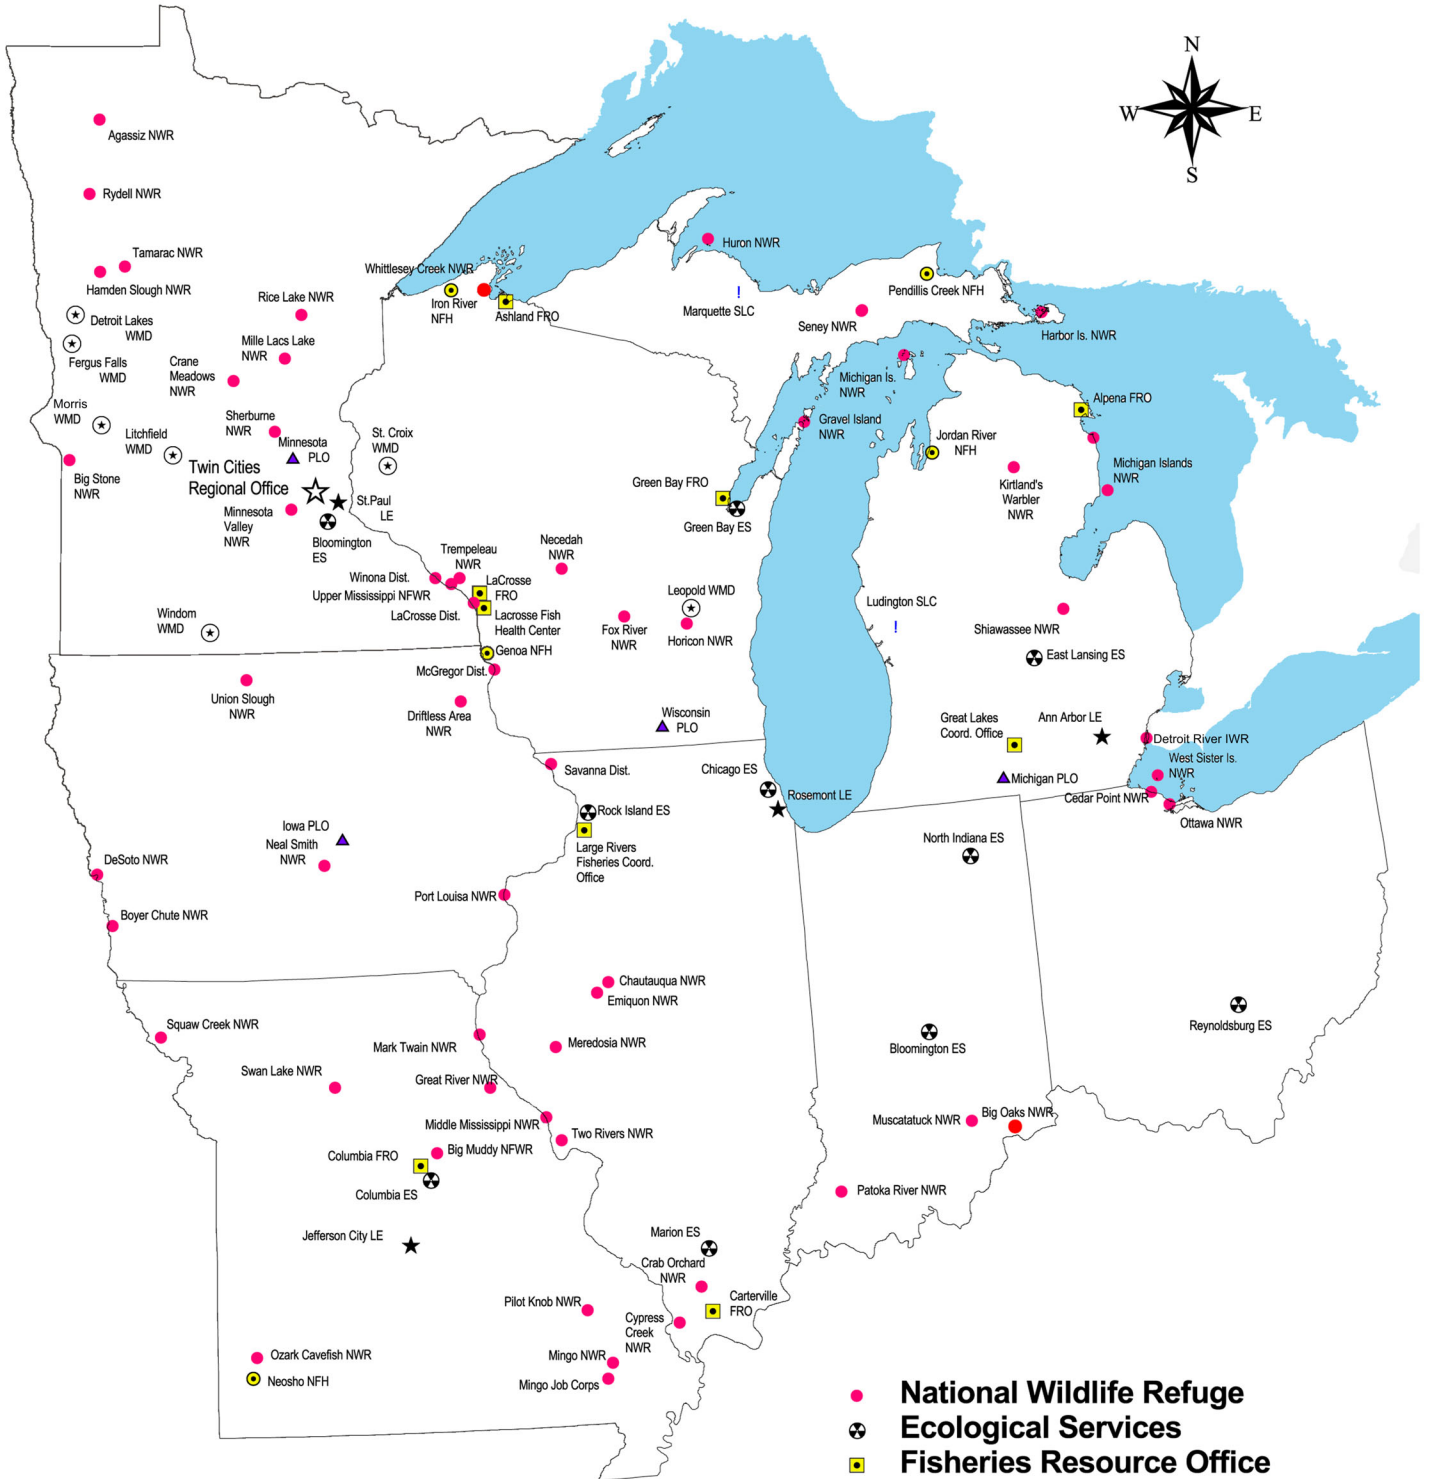 N
W
E
S
Agassiz NWR
Rydell NWR
Tamarac NWR
Hamden Slough NWR
Detroit Lakes
WMD
Fergus Falls
WMD
Rice Lake NWR
Mille Lacs Lake
NWR
Crane
Meadows
NWR
Morris
WMD
Litchfield
WMD
Sherburne
NWR
Minnesota
PLO
Big Stone
NWR
Twin Cities
Regional Office
St.Paul
LE
Minnesota
Valley
NWR
Bloomington
ES
St. Croix
WMD
Windom
WMD
Whittlesey Creek NWR
Iron River
NFH
Ashland FRO
Huron NWR
Marquette SLC
Pendillis Creek NFH
Seney NWR
Harbor Is. NWR
Michigan Is.
NWR
Gravel Island
NWR
Alpena FRO
Jordan River
NFH
Kirtland's
Warbler
NWR
Michigan Islands
NWR
Green Bay FRO
Green Bay ES
Necedah
NWR
Trempeleau
NWR
Winona Dist.
Upper Mississippi NFWR
LaCrosse
FRO
LaCrosse Dist.
Lacrosse Fish
Health Center
Genoa NFH
McGregor Dist.
Fox River
NWR
Leopold WMD
Horicon NWR
Ludington SLC
Shiawassee NWR
East Lansing ES
Union Slough
NWR
Driftless Area
NWR
Wisconsin
PLO
Great Lakes
Coord. Office
Ann Arbor LE
Detroit River IWR
West Sister Is.
NWR
Michigan PLO
Cedar Point NWR
Ottawa NWR
Savanna Dist.
Chicago ES
Rosemont LE
Rock Island ES
Large Rivers
Fisheries Coord.
Office
North Indiana ES
Iowa PLO
Neal Smith
NWR
DeSoto NWR
Boyer Chute NWR
Port Louisa NWR
Chautauqua NWR
Emiquon NWR
Squaw Creek NWR
Mark Twain NWR
Meredosia NWR
Swan Lake NWR
Great River NWR
Middle Mississippi NWR
Two Rivers NWR
Columbia FRO
Big Muddy NFWR
Columbia ES
Jefferson City LE
Reynoldsburg ES
Bloomington ES
Muscatatuck NWR
Big Oaks NWR
Patoka River NWR
Marion ES
Crab Orchard
NWR
Carterville
FRO
Pilot Knob NWR
Cypress
Creek
NWR
Ozark Cavefish NWR
Neosho NFH
Mingo NWR
Mingo Job Corps
National Wildlife Refuge
Ecological Services
Fisheries Resource Office